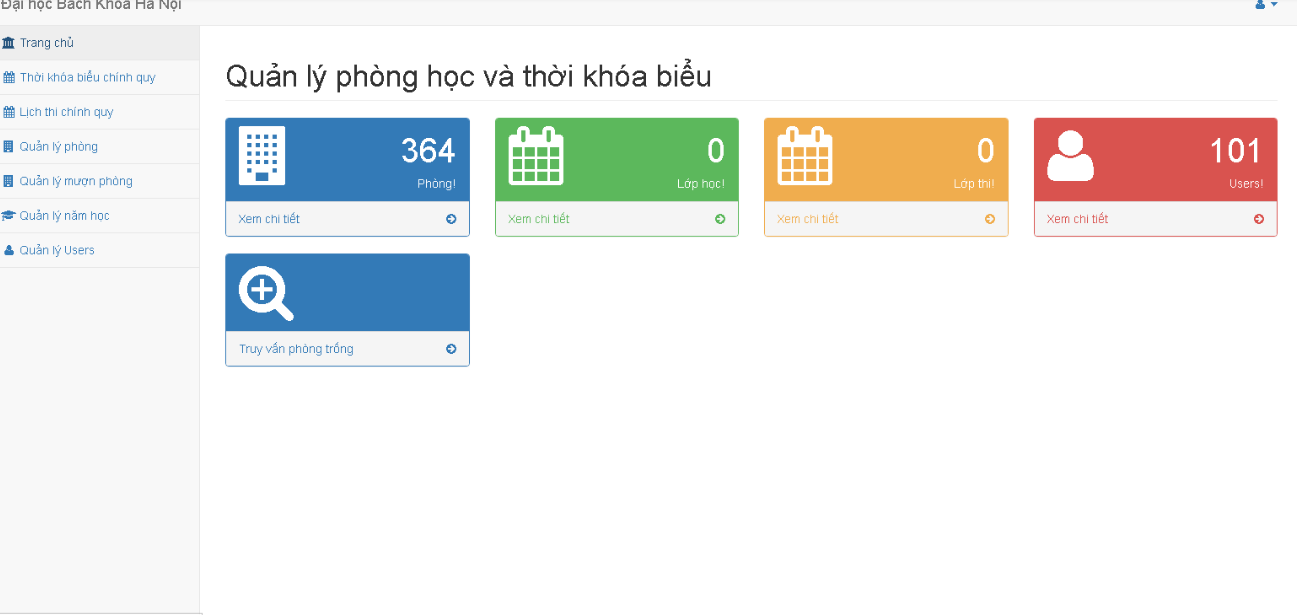 Đại học Bách Khoa Hà Nội
Trang chủ
Thời khóa biểu chính quy
Lịch thi chính quy
Quản lý phòng
Quản lý mượn phòng
Quản lý năm học
Quản lý Users
Quản lý phòng học và thời khóa biểu
364
Phòng!
Xem chi tiết
0
Lớp học!
Xem chi tiết
0
Lớp thi!
Xem chi tiết
101
Users!
Xem chi tiết
Truy vấn phòng trống